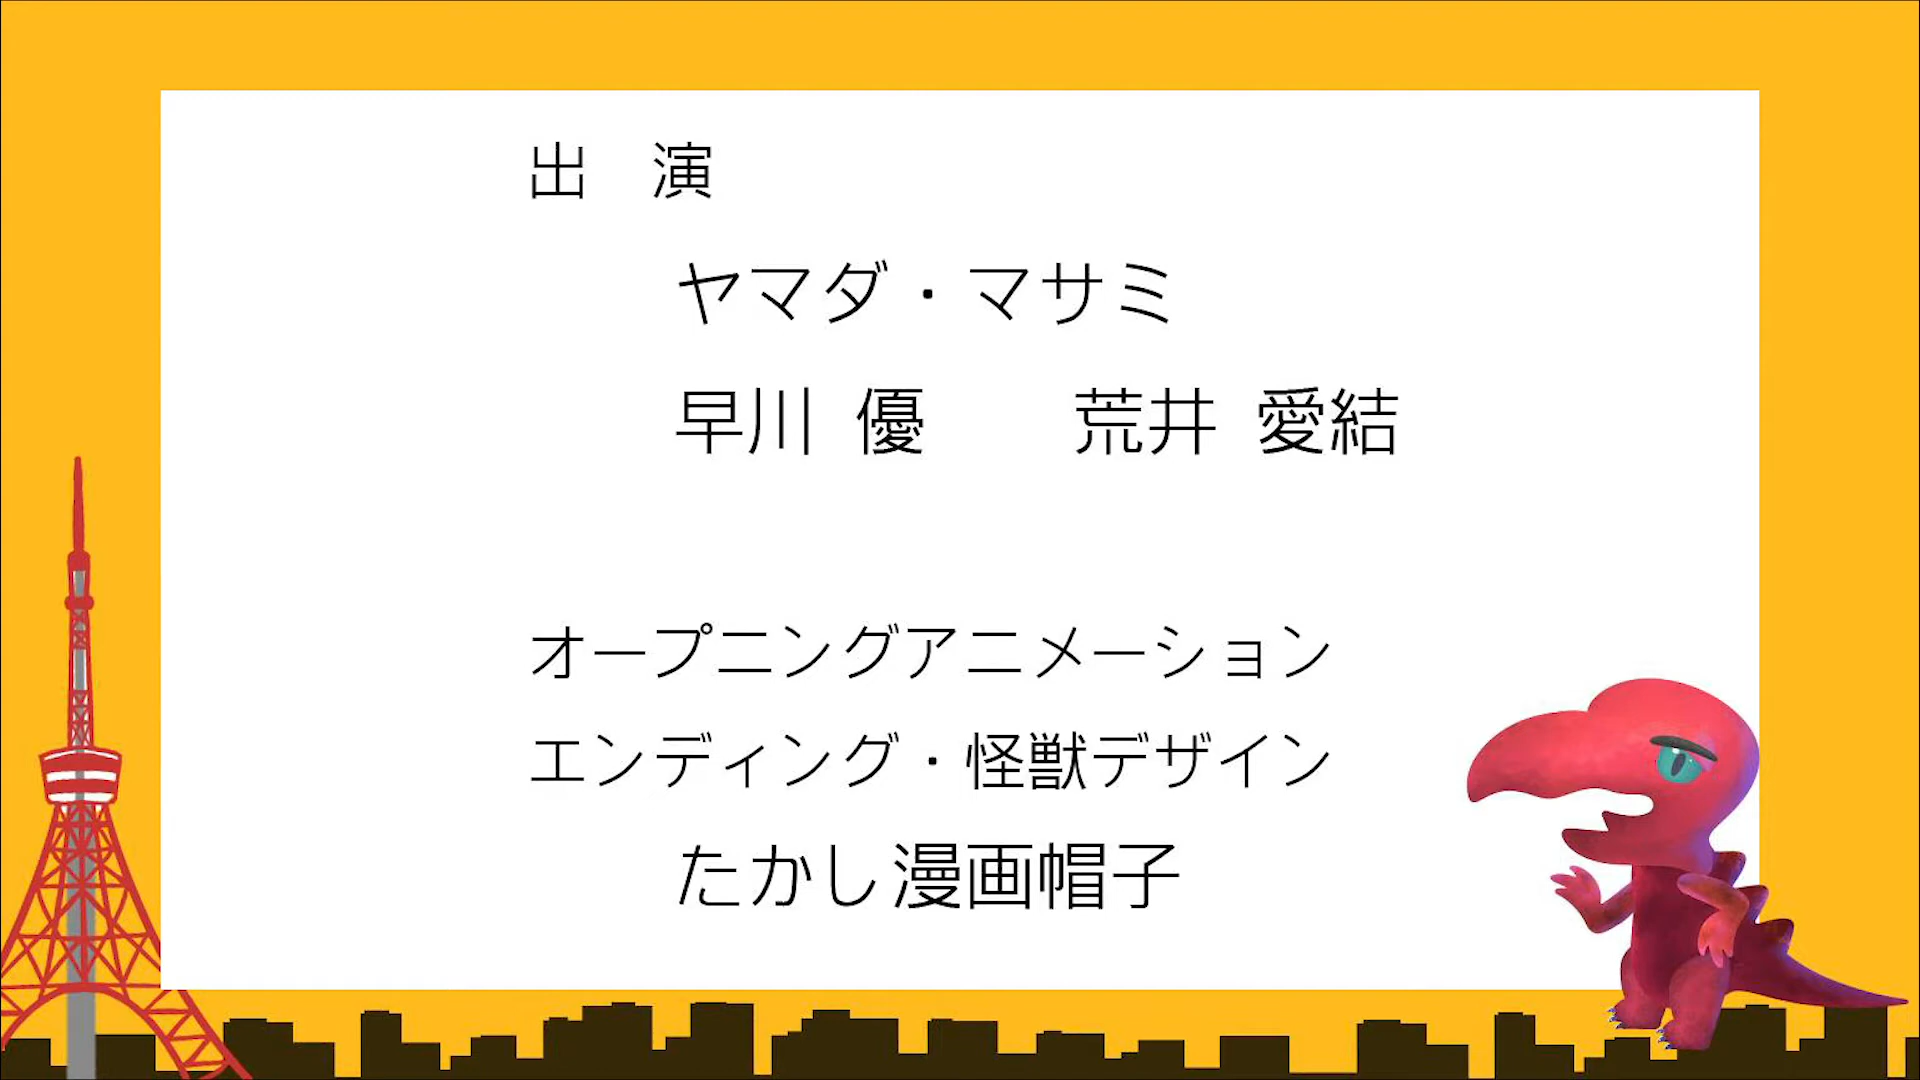 出　演
ヤマダ・マサミ
早川 優　　荒井 愛結
オープニングアニメーション
エンディング・怪獣デザイン
たかし漫画帽子